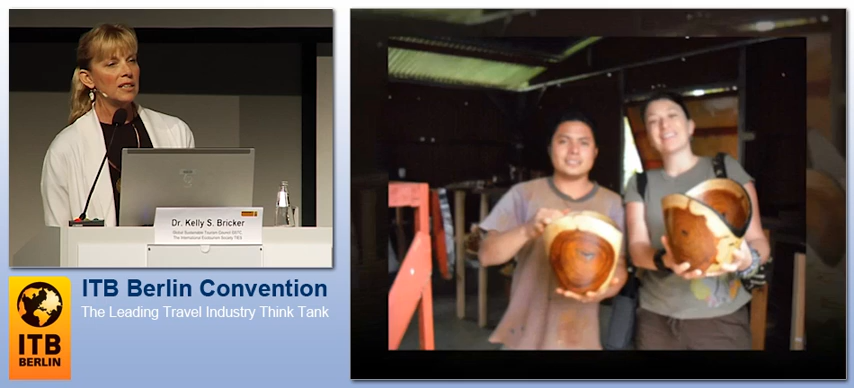 Dr. Kelly S. Bricker
Global Sustainable Tourism Council GSTC,
The International Ecotourism Society TIES
ITB Berlin Convention
The Leading Travel Industry Think Tank
ITB
BERLIN